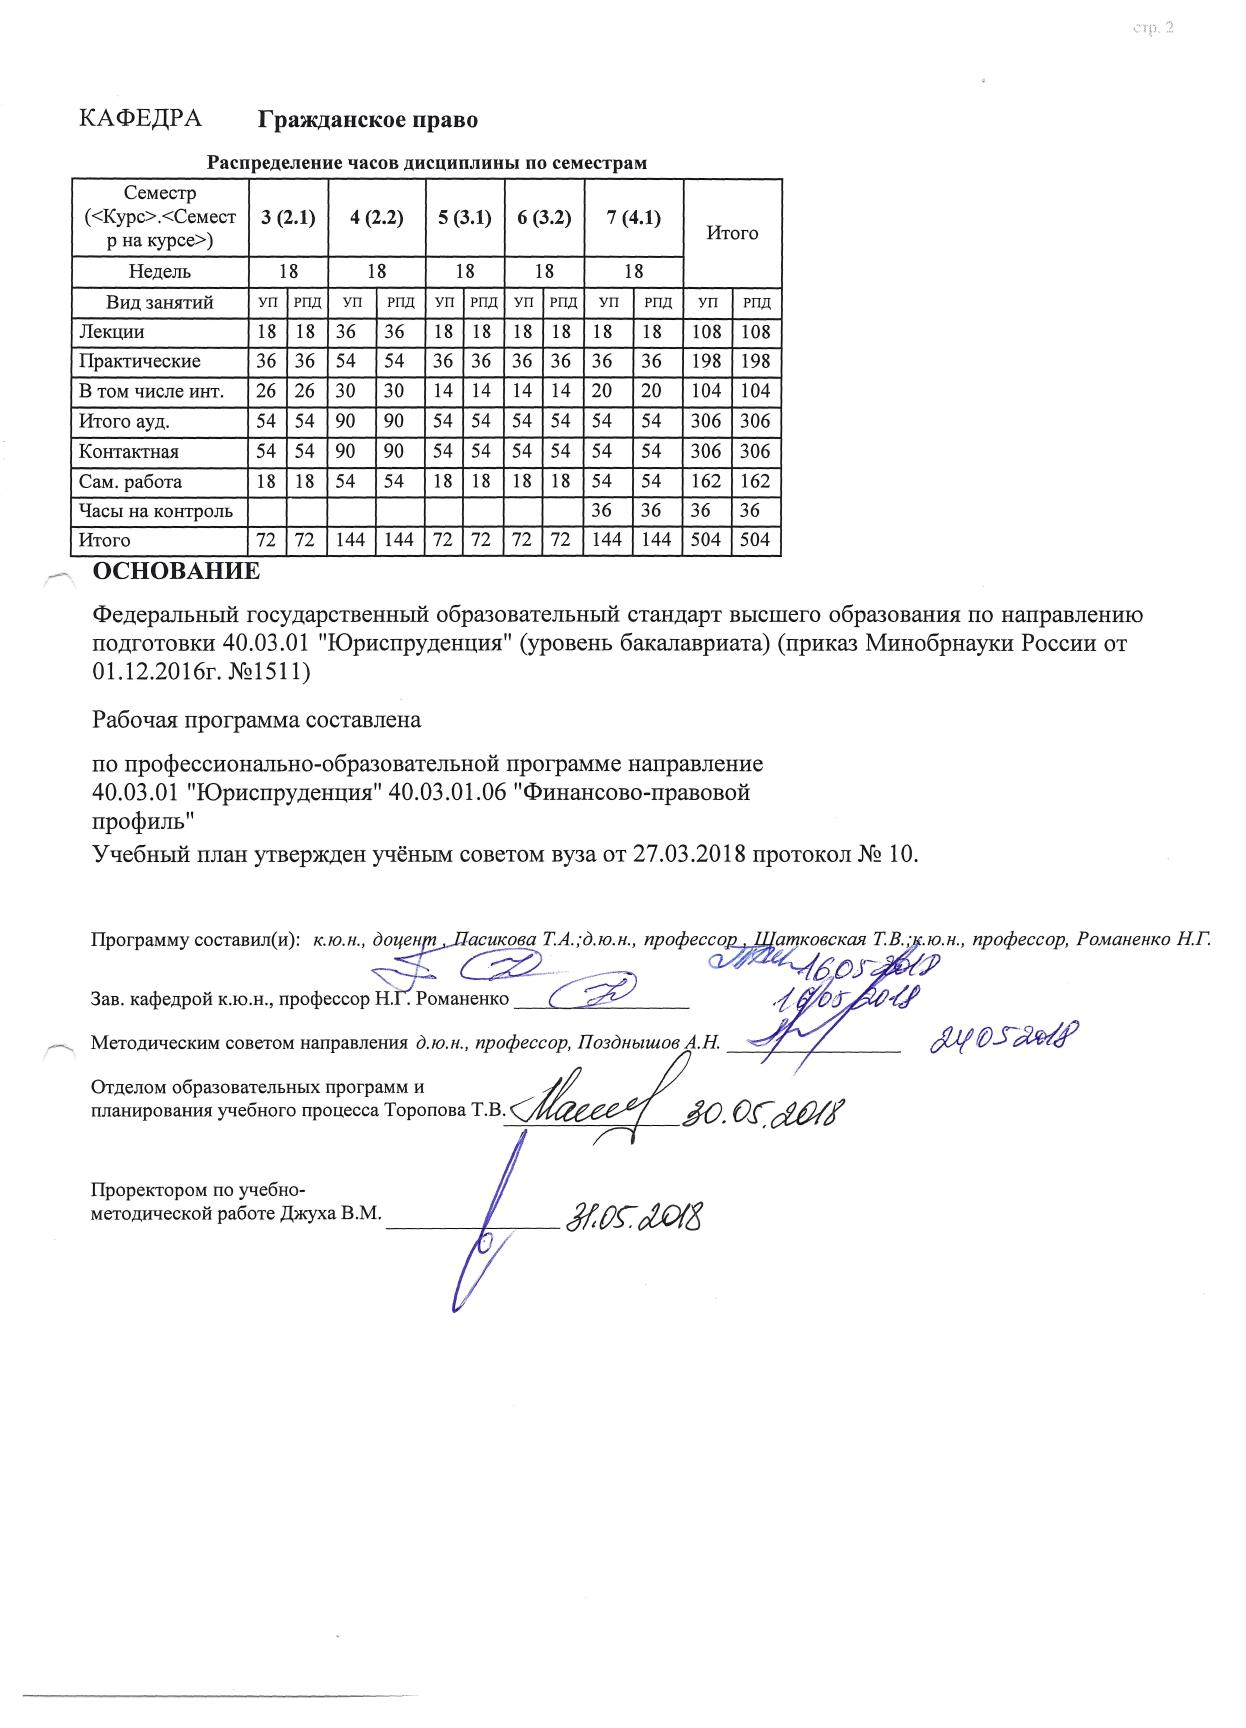 стр. 2
КАФЕДРА Гражданское право
Распределение часов дисциплины по семестрам
Семестр (<Курс>.<Семестр на курсе>) 3 (2.1) 4 (2.2) 5 (3.1) 6 (3.2) 7 (4.1) Итого
Недель 18 18 18 18 18
Вид занятий УП РПД УП РПД УП РПД УП РПД УП РПД УП РПД
Лекции 18 18 36 36 18 18 18 18 18 18 108 108
Практические 36 36 54 54 36 36 36 36 36 36 198 198
В том числе инт. 26 26 30 30 14 14 14 14 20 20 104 104
Итого ауд. 54 54 90 90 54 54 54 54 54 54 306 306
Контактная 54 54 90 90 54 54 54 54 54 54 306 306
Сам. работа 18 18 54 54 18 18 18 18 54 54 162 162
Часы на контроль 36 36 36 36
Итого 72 72 144 144 72 72 72 72 144 144 504 504
ОСНОВАНИЕ
Федеральный государственный образовательный стандарт высшего образования по направлению
подготовки 40.03.01 "Юриспруденция" (уровень бакалавриата) (приказ Минобрнауки России от
01.12.2016г. №1511)
Рабочая программа составлена
по профессионально-образовательной программе направление
40.03.01 "Юриспруденция" 40.03.01.06 "Финансово-правовой
профиль"
Учебный план утвержден учёным советом вуза от 27.03.2018 протокол № 10.
Программу составил(и): к.ю.н., доцент , Пасикова Т.А.;д.ю.н., профессор , Шатковская Т.В.;к.ю.н., профессор, Романенко Н.Г.
16.05 2018
Зав. кафедрой к.ю.н., профессор Н.Г. Романенко 16 05 2018
Методическим советом направления д.ю.н., профессор, Позднышов А.Н. 24 05 2018
Отделом образовательных программ и
планирования учебного процесса Торопова Т.В. 30.05.2018
Проректором по учебно-
методической работе Джуха В.М. 31.05.2018